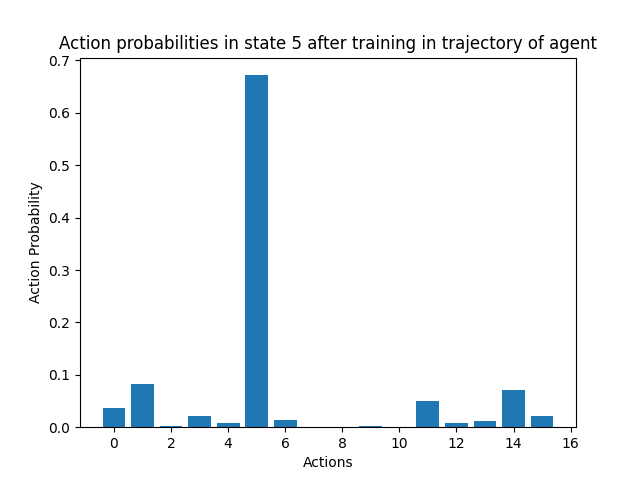 Action probabilities in state 5 after training in trajectory of agent
0.7
0.6
0.5
0.4
0.3
0.2
0.1
0.0
Action Probability
0 2 4 6 8 10 12 14 16
Actions